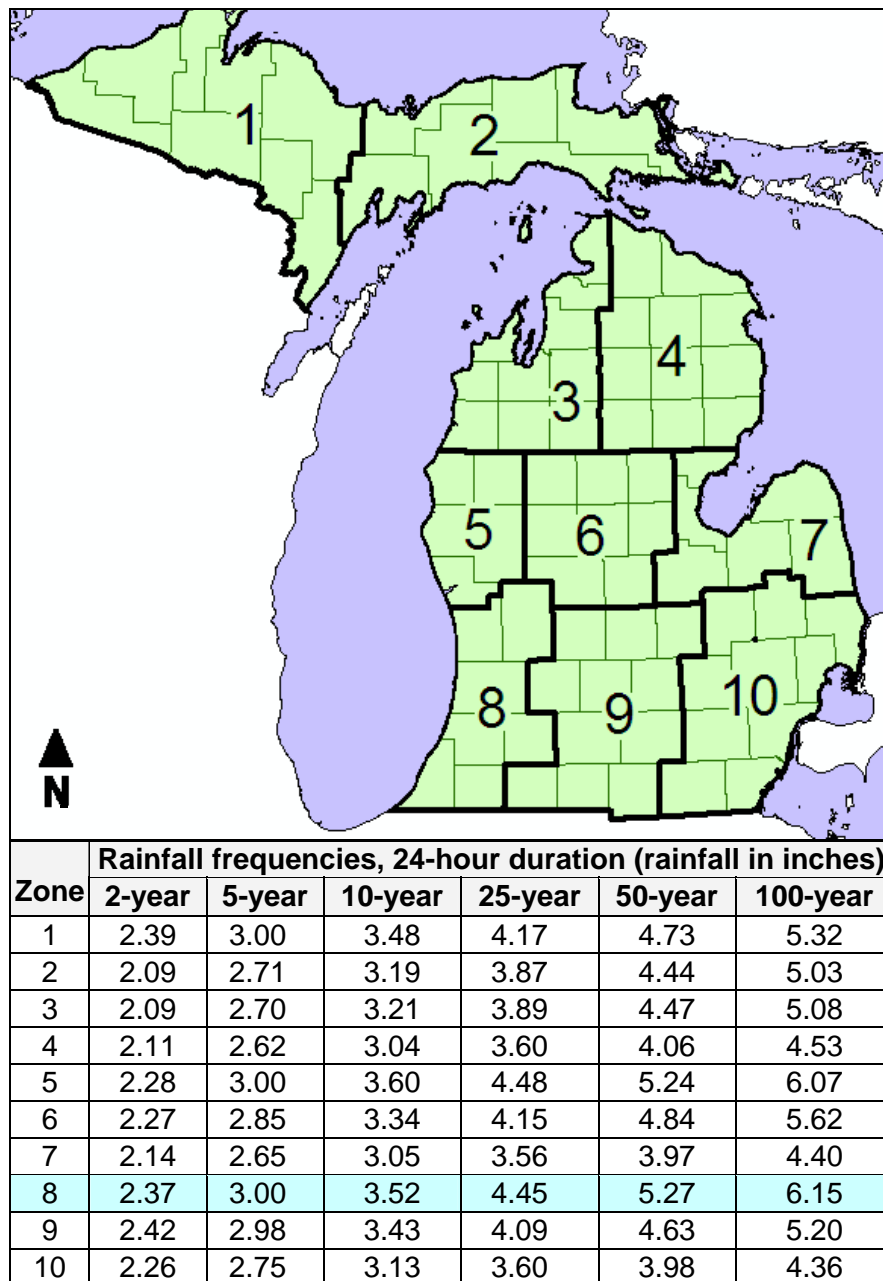 1
2
4
3
5
6
7
8
9
10
N
Rainfall frequencies, 24-hour duration (rainfall in inches)
Zone 2-year 5-year 10-year 25-year 50-year 100-year
1 2.39 3.00 3.48 4.17 4.73 5.32
2 2.09 2.71 3.19 3.87 4.44 5.03
3 2.09 2.70 3.21 3.89 4.47 5.08
4 2.11 2.62 3.04 3.60 4.06 4.53
5 2.28 3.00 3.60 4.48 5.24 6.07
6 2.27 2.85 3.34 4.15 4.84 5.62
7 2.14 2.65 3.05 3.56 3.97 4.40
8 2.37 3.00 3.52 4.45 5.27 6.15
9 2.42 2.98 3.43 4.09 4.63 5.20
10 2.26 2.75 3.13 3.60 3.98 4.36